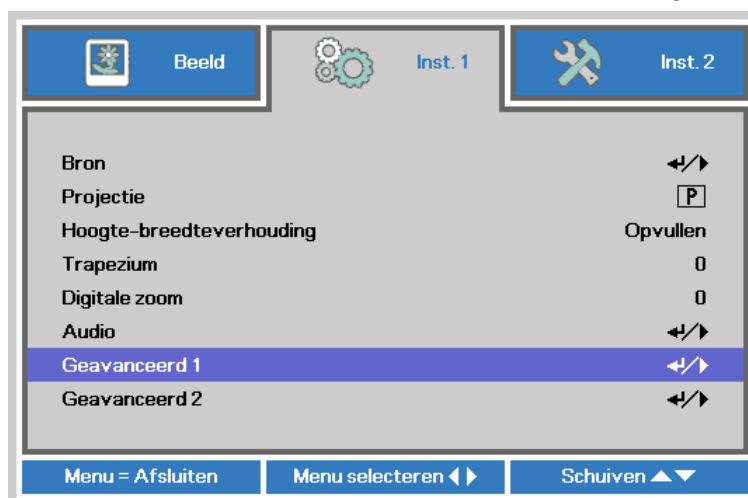 Beeld Inst. 1 Inst. 2
Bron ↵/▶
Projectie P
Hoogte-breedteverhouding Opvullen
Trapezium 0
Digitale zoom 0
Audio ↵/▶
Geavanceerd 1 ↵/▶
Geavanceerd 2 ↵/▶
Menu = Afsluiten Menu selecteren ◀▶ Schuiven ▲▼